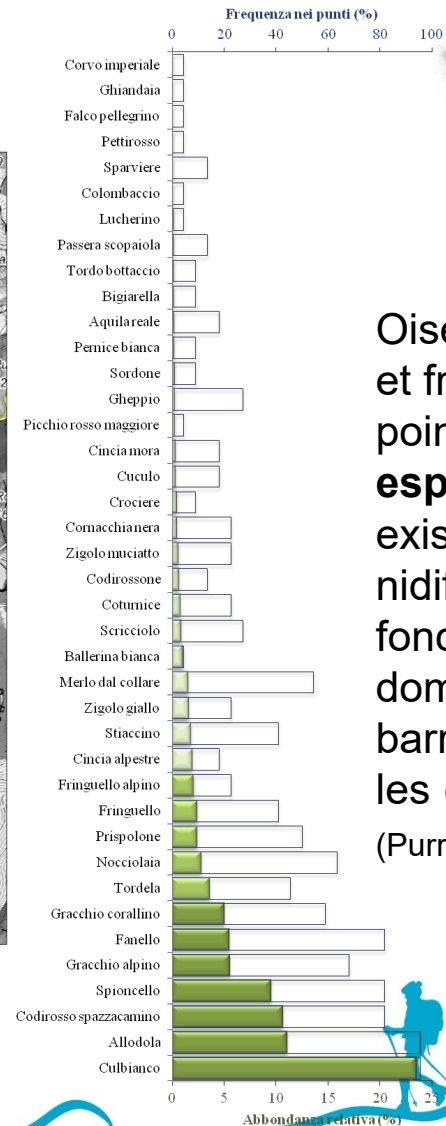 Frequenza nei punti (%)
0 20 40 60 80 100
Corvo imperiale
Ghiandaia
Falco pellegrino
Pettirosso
Sparviere
Colombaccio
Lucherino
Passera scopaiola
Tordo bottaccio
Bigiarella
Aquila reale
Pernice bianca
Sordone
Gheppio
Picchio rosso maggiore
Cincia mora
Cuculo
Crociere
Cornacchia nera
Zigolo muciatto
Codirossone
Coturnice
Scricciolo
Ballerina bianca
Merlo dal collare
Zigolo giallo
Stiaccino
Cincia alpestre
Fringuello alpino
Fringuello
Prispolone
Nocciolaia
Tordela
Gracchio corallino
Fanello
Gracchio alpino
Spioncello
Codirosso spazzacamino
Allodola
Culbianco
0 5 10 15 20 25
Abbondanza relativa (%)
Oise
et fr
poin
esp
exis
nidif
fond
dom
barr
les
(Purr